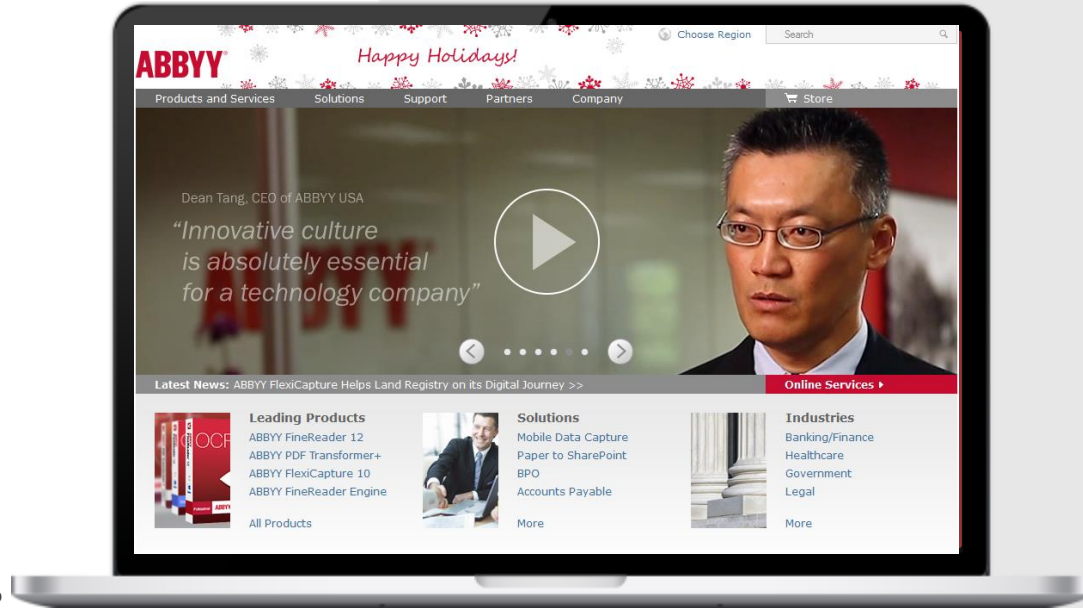 Choose Region
Search
Happy Holidays!
ABBYY
Products and Services Solutions Support Partners Company Store
Dean Tang, CEO of ABBYY USA
“Innovative culture
is absolutely essential
for a technology company”
Latest News: ABBYY FlexiCapture Helps Land Registry on its Digital Journey >>
Online Services
Leading Products
ABBYY FineReader 12
ABBYY PDF Transformer+
ABBYY FlexiCapture 10
ABBYY FineReader Engine
All Products
Solutions
Mobile Data Capture
Paper to SharePoint
BPO
Accounts Payable
More
Industries
Banking/Finance
Healthcare
Government
Legal
More
OCR
ABBYY